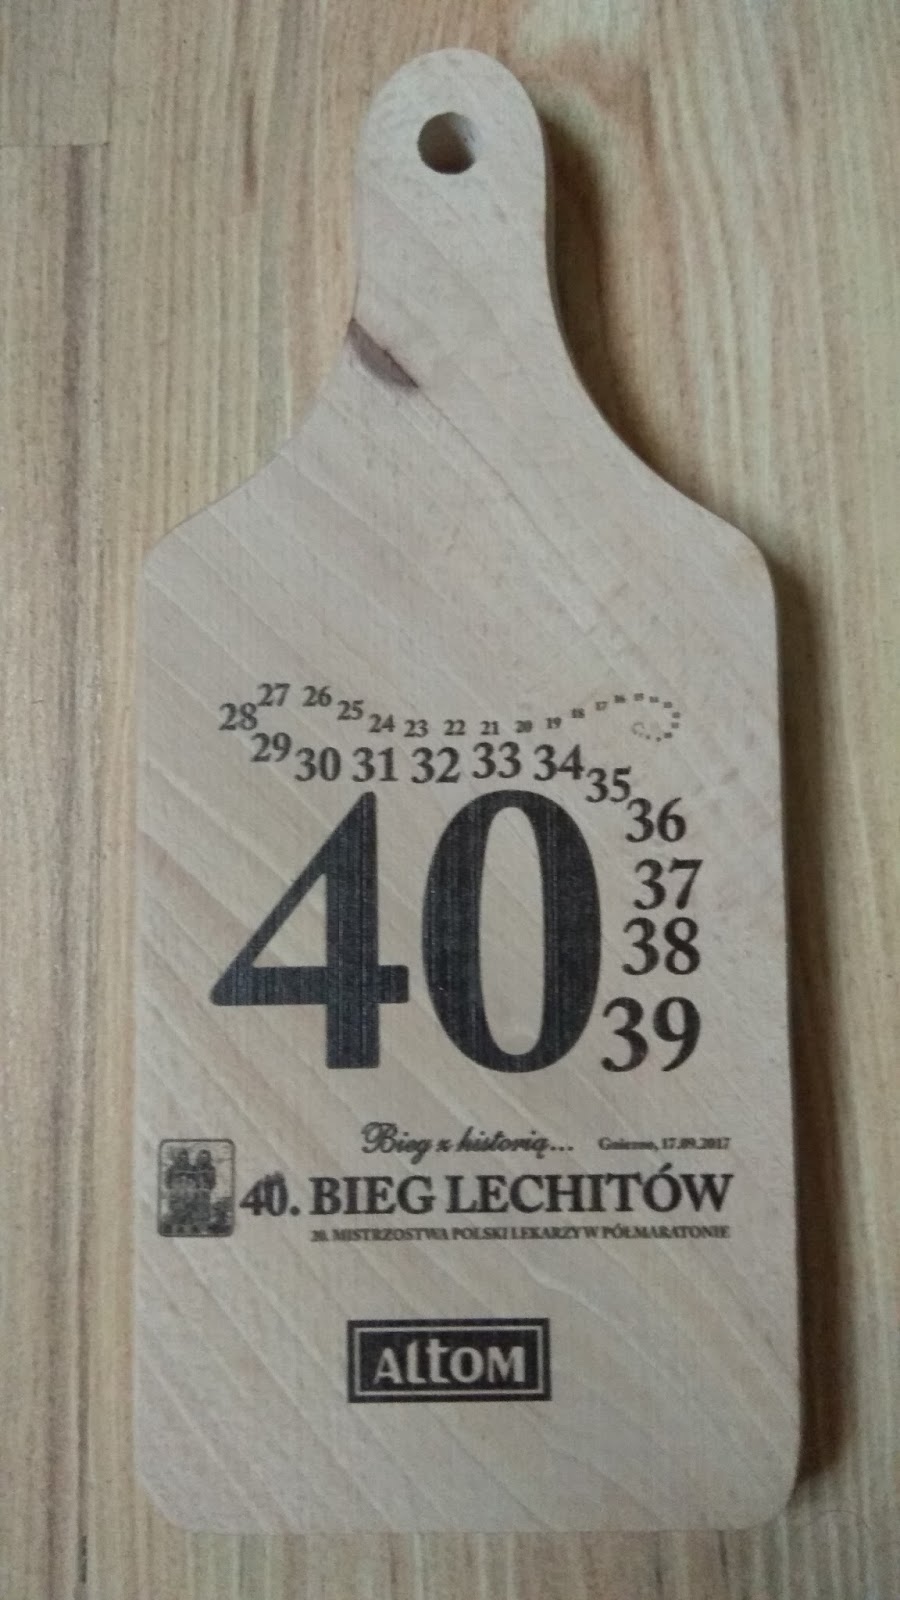 27 26 25 24 23 22 21 20 19 18 17 16
28 29 30 31 32 33 34 35 36 37 38 39
40
Bieg z historią... Gniezno, 17.09.2017
40. BIEG LECHITÓW
20. MISTRZOSTWA POLSKI LEKARZY W PÓŁMARATONIE
ALtOM